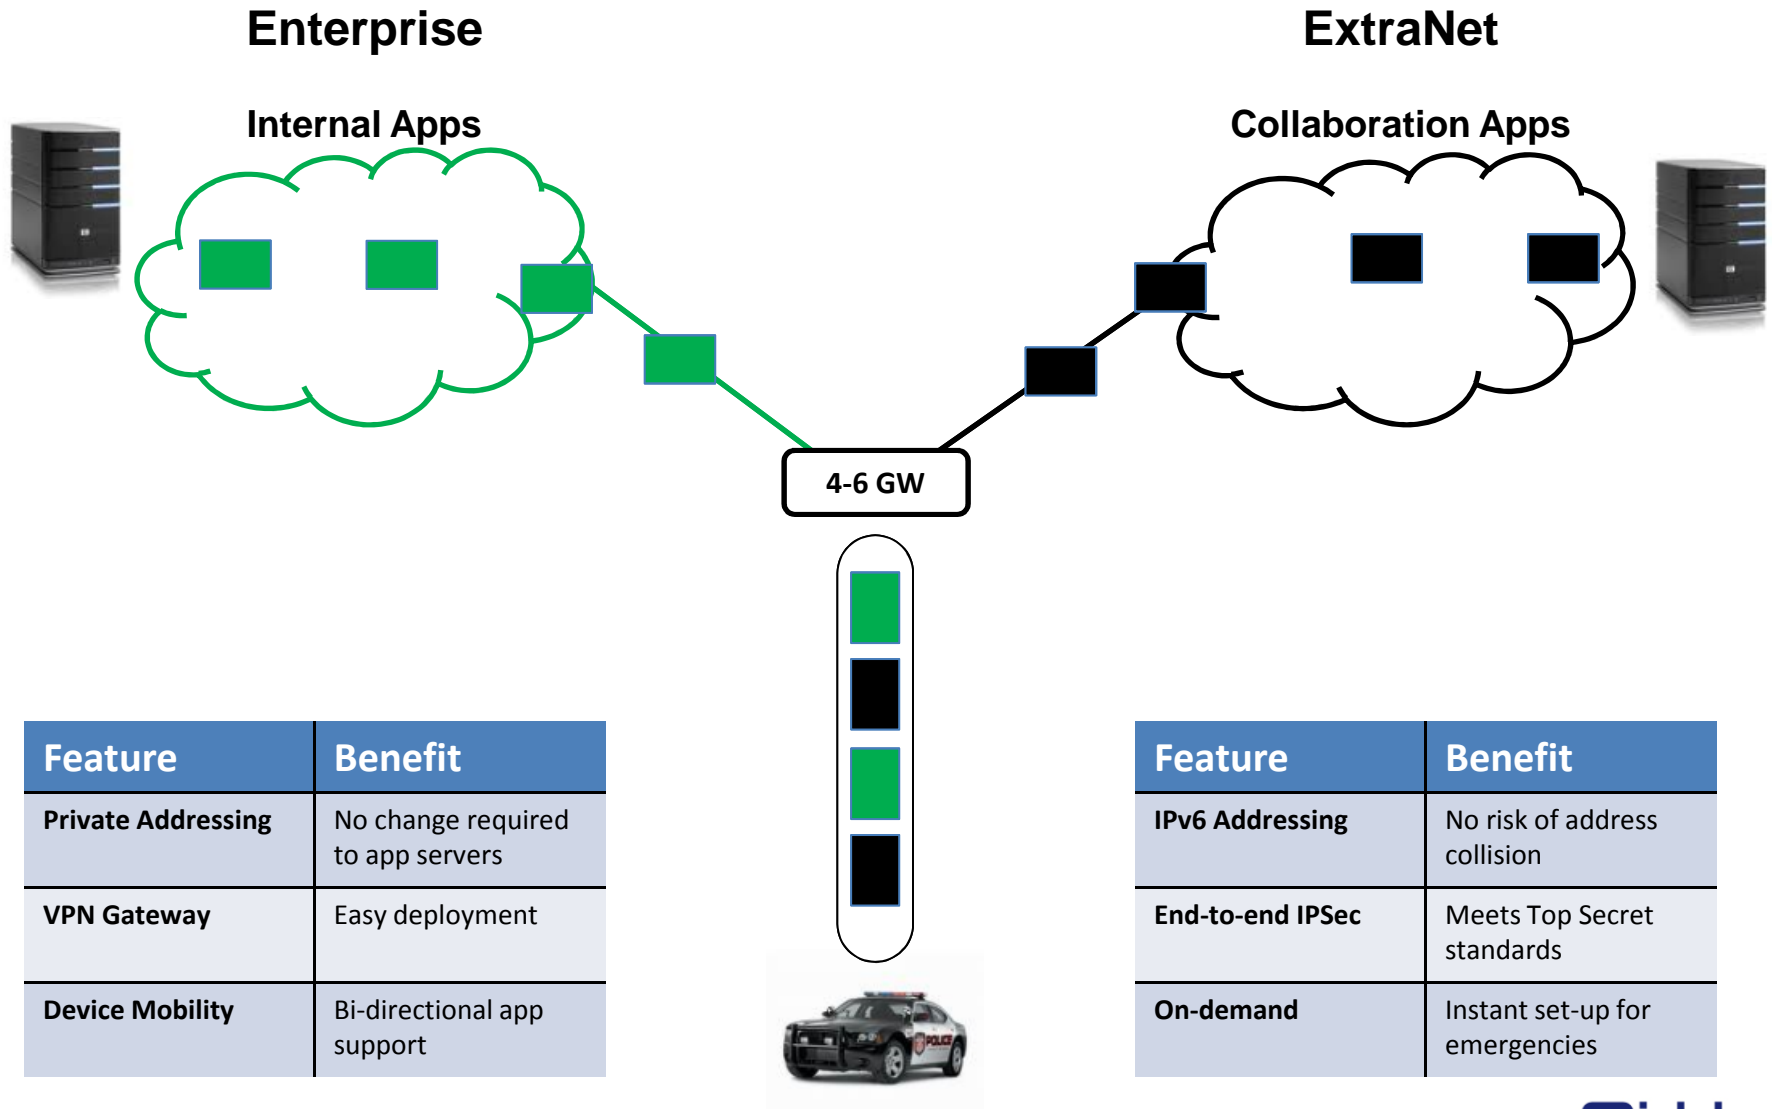 Enterprise
ExtraNet
Internal Apps
Collaboration Apps
4-6 GW
Feature
Benefit
Private Addressing
No change required
to app servers
VPN Gateway
Easy deployment
Device Mobility
Bi-directional app
support
Feature
Benefit
IPv6 Addressing
No risk of address
collision
End-to-end IPSec
Meets Top Secret
standards
On-demand
Instant set-up for
emergencies
POLICE